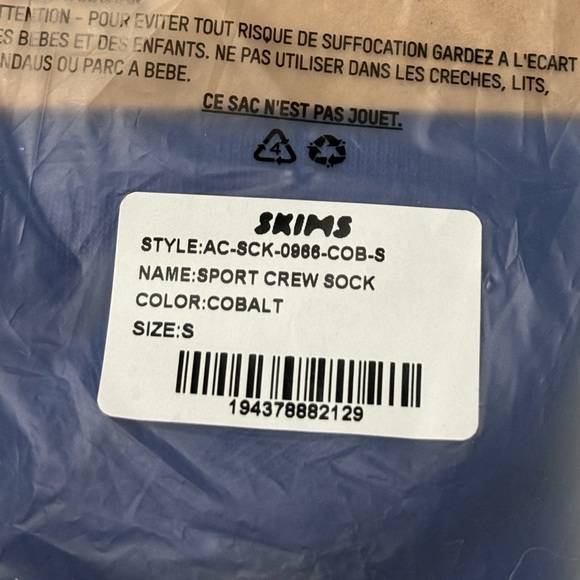 ATTENTION - POUR EVITER TOUT RISQUE DE SUFFOCATION GARDEZ A L'ECART
ES BEBES ET DES ENFANTS. NE PAS UTILISER DANS LES CRECHES, LITS,
NDAUS OU PARC A BEBE.
CE SAC N'EST PAS JOUET.
4
SKIMS
STYLE:AC-SCK-0966-COB-S
NAME:SPORT CREW SOCK
COLOR:COBALT
SIZE:S
194378882129